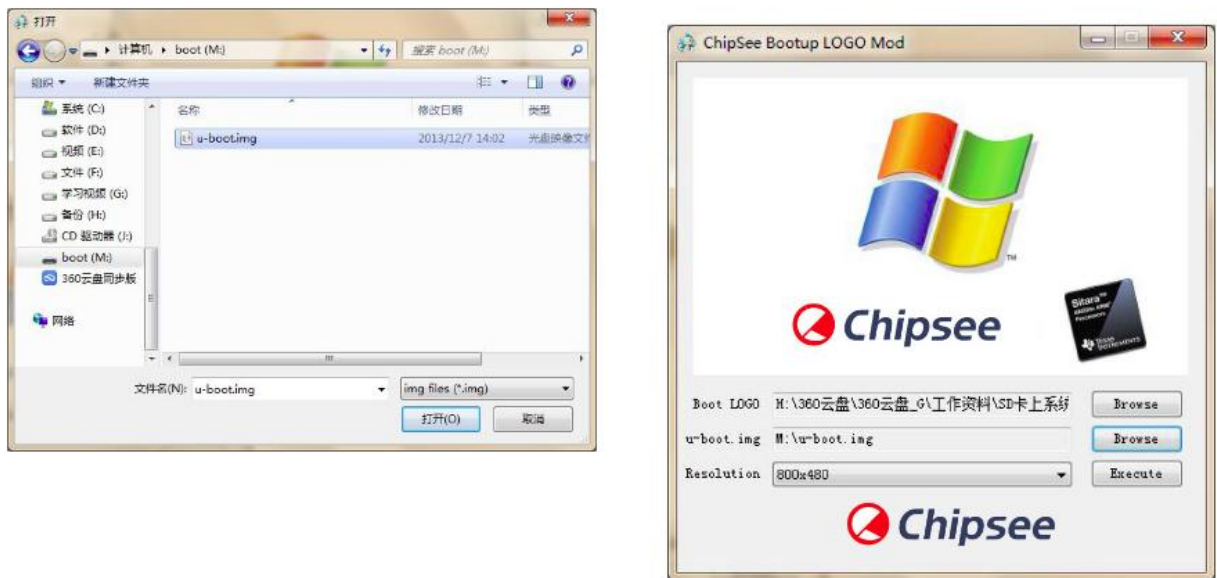 打开
计算机 ▸ boot (M:)
搜索 boot (M:)
组织
新建文件夹
名称
修改日期
类型
系统 (C:)
软件 (D:)
视频 (E:)
文件 (F:)
学习视频 (G:)
备份 (H:)
CD 驱动器 (J:)
boot (M:)
360云盘同步版
网络
u-boot.img
2013/12/7 14:02
光盘映像文件
文件名(N):
u-boot.img
img files (*.img)
打开(O)
取消
ChipSee Bootup LOGO Mod
TM
Chipsee
Sitara™
Texas Instruments
Boot LOGO
H:\360云盘\360云盘_G\工作资料\SD卡上系统
Browse
u-boot.img
M:\u-boot.img
Browse
Resolution
800x480
Execute
Chipsee